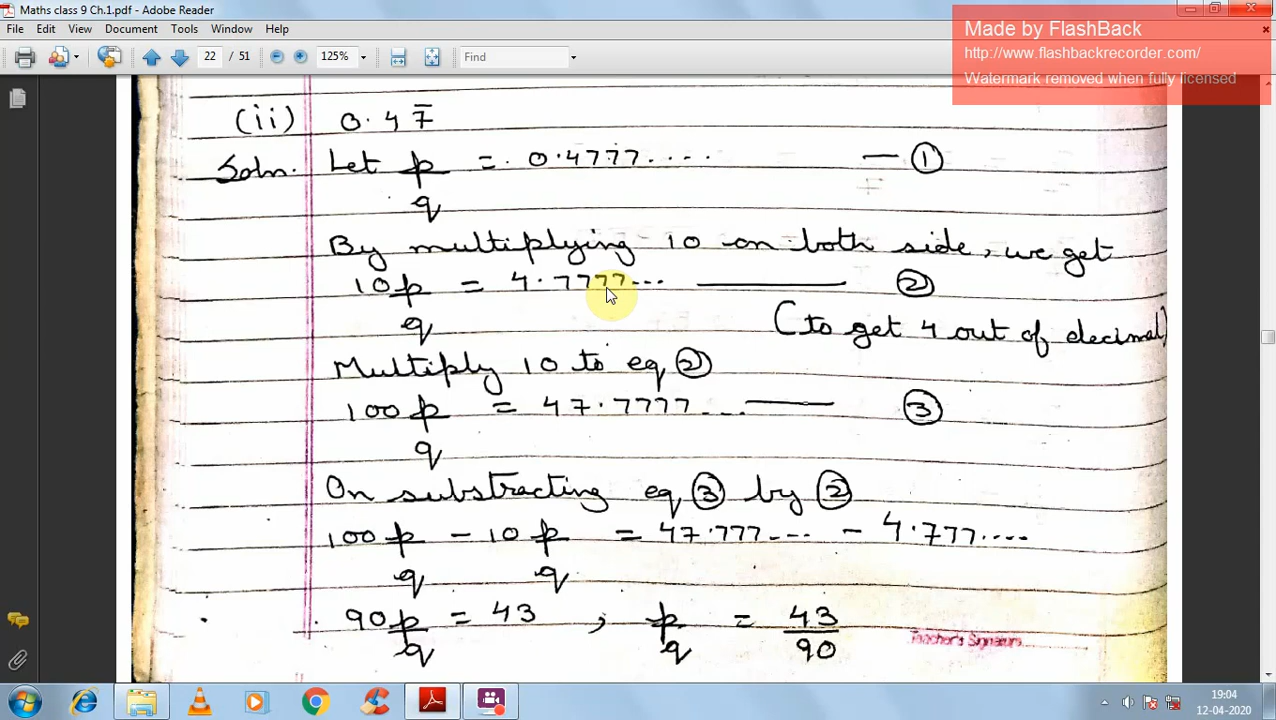 Maths class 9 Ch.1.pdf - Adobe Reader
File Edit View Document Tools Window Help
22 / 51 125% Find
Made by FlashBack
http://www.flashbackrecorder.com/
Watermark removed when fully licensed
(ii) 0.47̄
Soln. Let p/q = 0.4777.... — ①
By multiplying 10 on both side, we get
10p/q = 4.7777... — ②
(to get 4 out of decimal)
Multiply 10 to eq ②
100p/q = 47.7777... — ③
On substracting eq ③ by ②
100p/q - 10p/q = 47.777.... - 4.777....
90p/q = 43 , p/q = 43/90
Teacher's Signature
19:04
12-04-2020